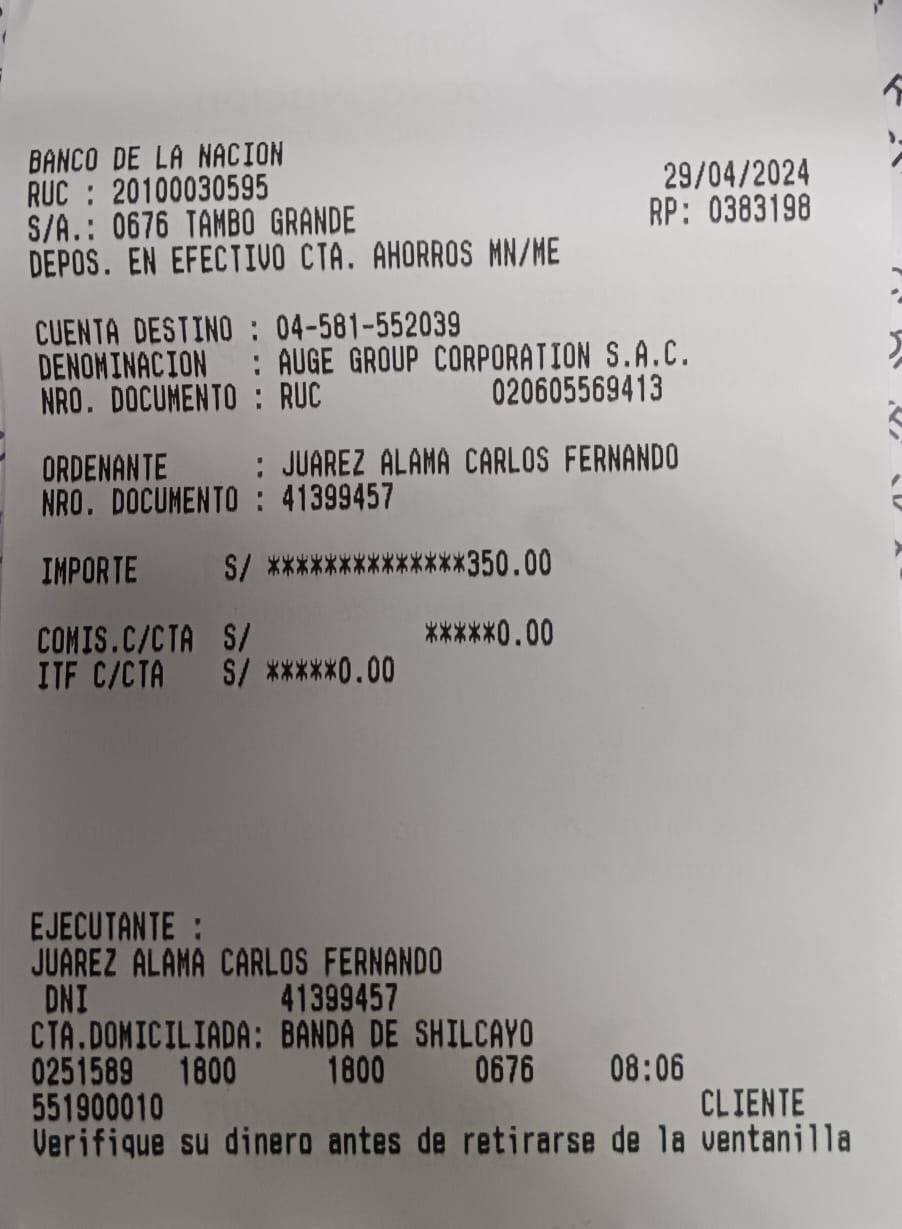 BANCO DE LA NACION
RUC : 20100030595 29/04/2024
S/A.: 0676 TAMBO GRANDE RP: 0383198
DEPOS. EN EFECTIVO CTA. AHORROS MN/ME
CUENTA DESTINO : 04-581-552039
DENOMINACION : AUGE GROUP CORPORATION S.A.C.
NRO. DOCUMENTO : RUC 020605569413
ORDENANTE : JUAREZ ALAMA CARLOS FERNANDO
NRO. DOCUMENTO : 41399457
IMPORTE S/ **************350.00
COMIS.C/CTA S/ *****0.00
ITF C/CTA S/ *****0.00
EJECUTANTE :
JUAREZ ALAMA CARLOS FERNANDO
DNI 41399457
CTA.DOMICILIADA: BANDA DE SHILCAYO
0251589 1800 1800 0676 08:06
551900010 CLIENTE
Verifique su dinero antes de retirarse de la ventanilla